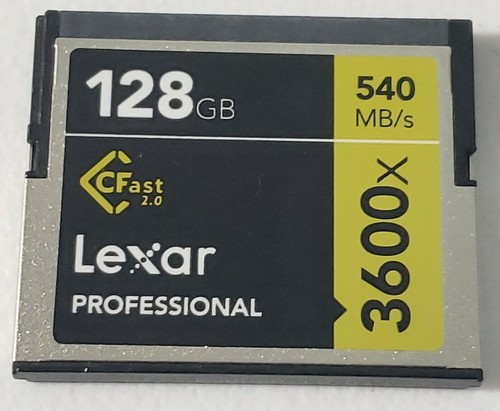 128GB
540
MB/s
CFast
2.0
3600x
Lexar
PROFESSIONAL